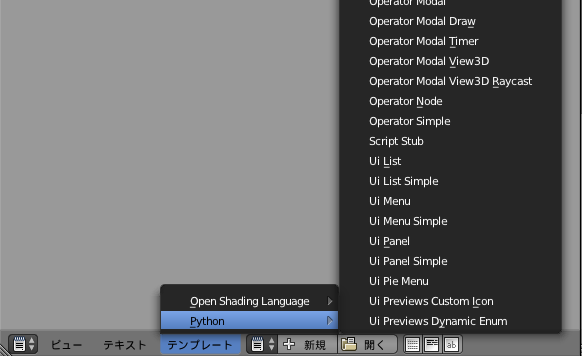 Operator Modal
Operator Modal Draw
Operator Modal Timer
Operator Modal View3D
Operator Modal View3D Raycast
Operator Node
Operator Simple
Script Stub
Ui List
Ui List Simple
Ui Menu
Ui Menu Simple
Ui Panel
Ui Panel Simple
Ui Pie Menu
Ui Previews Custom Icon
Ui Previews Dynamic Enum
Open Shading Language
Python
ビュー テキスト テンプレート 新規 開く ab